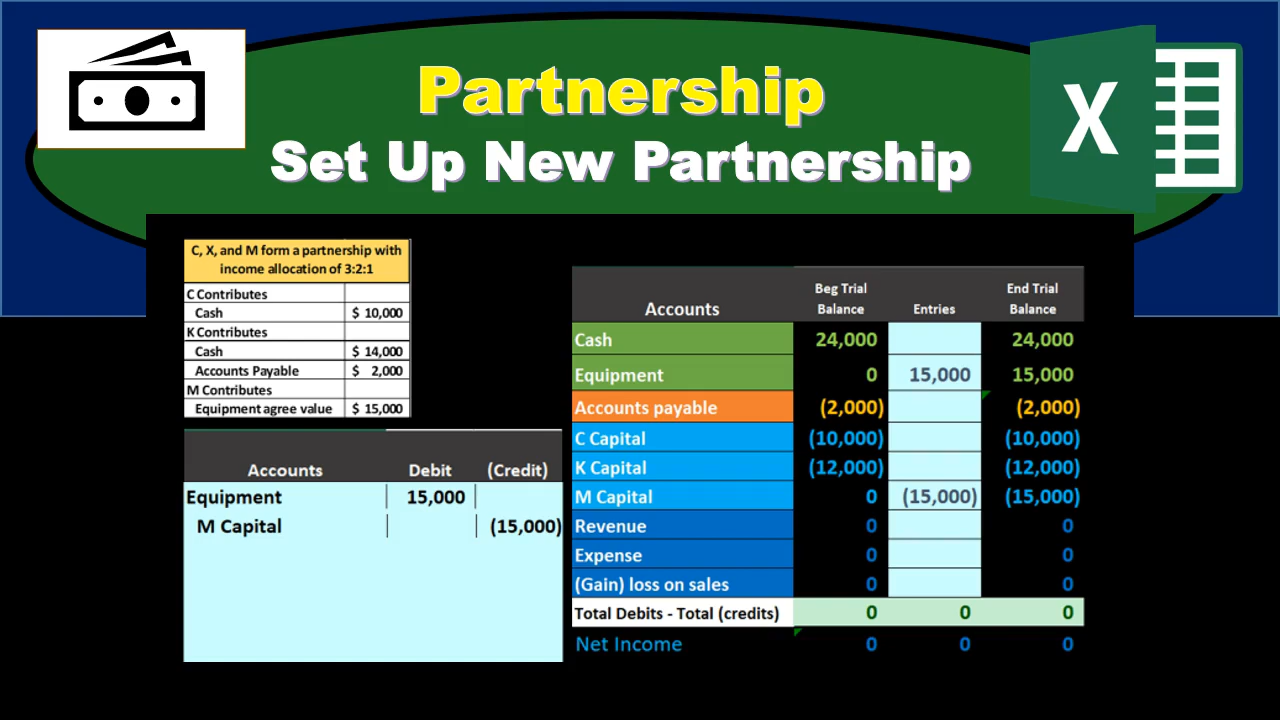 Partnership
Set Up New Partnership
X
C, X, and M form a partnership with
income allocation of 3:2:1
C Contributes
Cash $ 10,000
K Contributes
Cash $ 14,000
Accounts Payable $ 2,000
M Contributes
Equipment agree value $ 15,000
Accounts Debit (Credit)
Equipment 15,000
M Capital (15,000)
Beg Trial End Trial
Accounts Balance Entries Balance
Cash 24,000 24,000
Equipment 0 15,000 15,000
Accounts payable (2,000) (2,000)
C Capital (10,000) (10,000)
K Capital (12,000) (12,000)
M Capital 0 (15,000) (15,000)
Revenue 0 0
Expense 0 0
(Gain) loss on sales 0 0
Total Debits - Total (credits) 0 0 0
Net Income 0 0 0